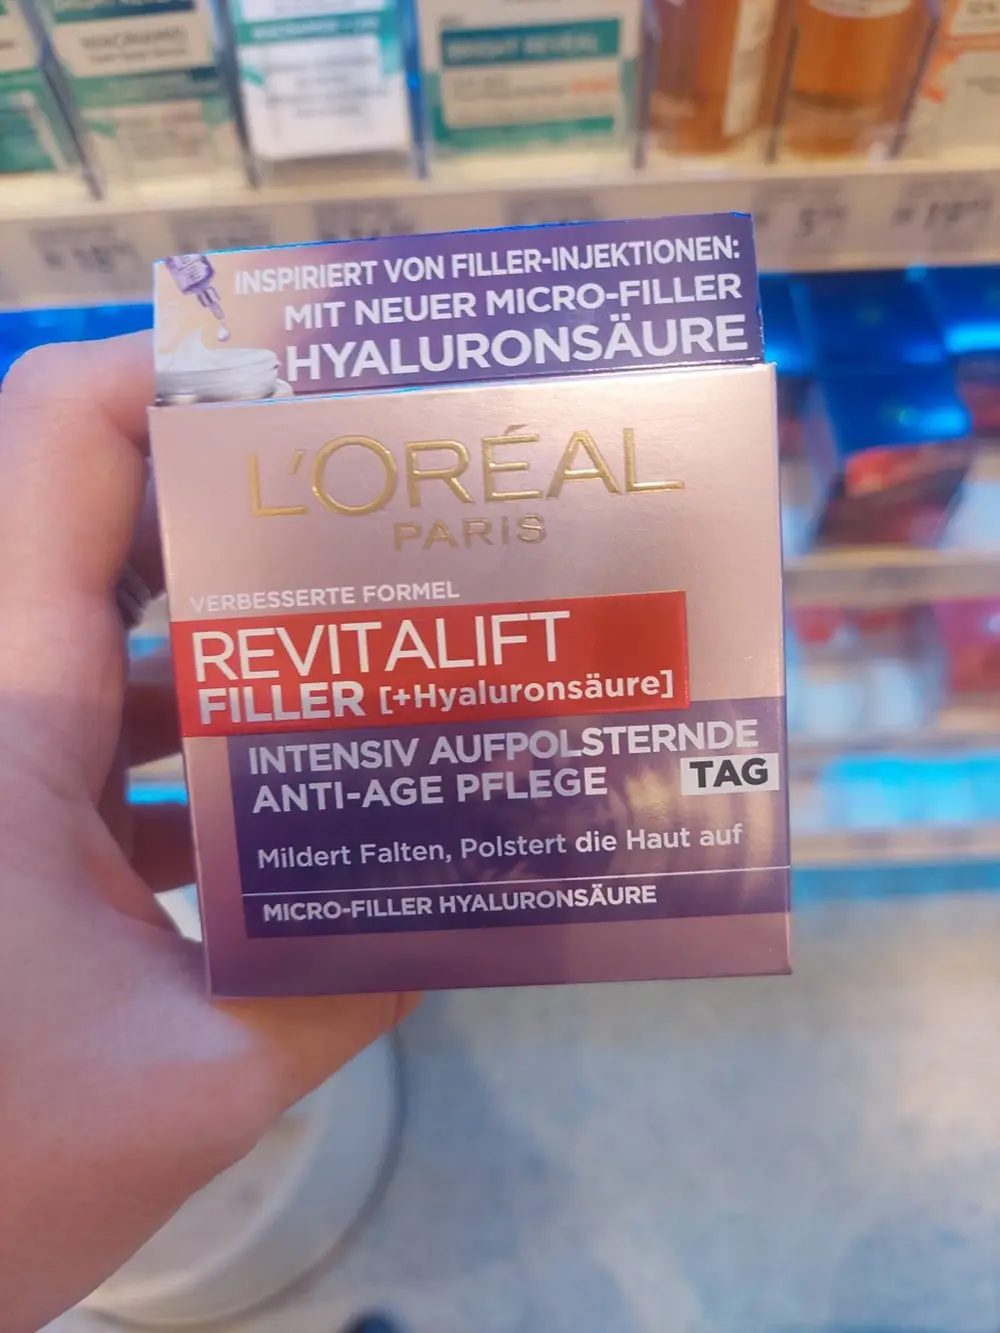 INSPIRIERT VON FILLER-INJEKTIONEN:
MIT NEUER MICRO-FILLER
HYALURONSÄURE
L'ORÉAL
PARIS
VERBESSERTE FORMEL
REVITALIFT
FILLER [+Hyaluronsäure]
INTENSIV AUFPOLSTERNDE
ANTI-AGE PFLEGE
TAG
Mildert Falten, Polstert die Haut auf
MICRO-FILLER HYALURONSÄURE